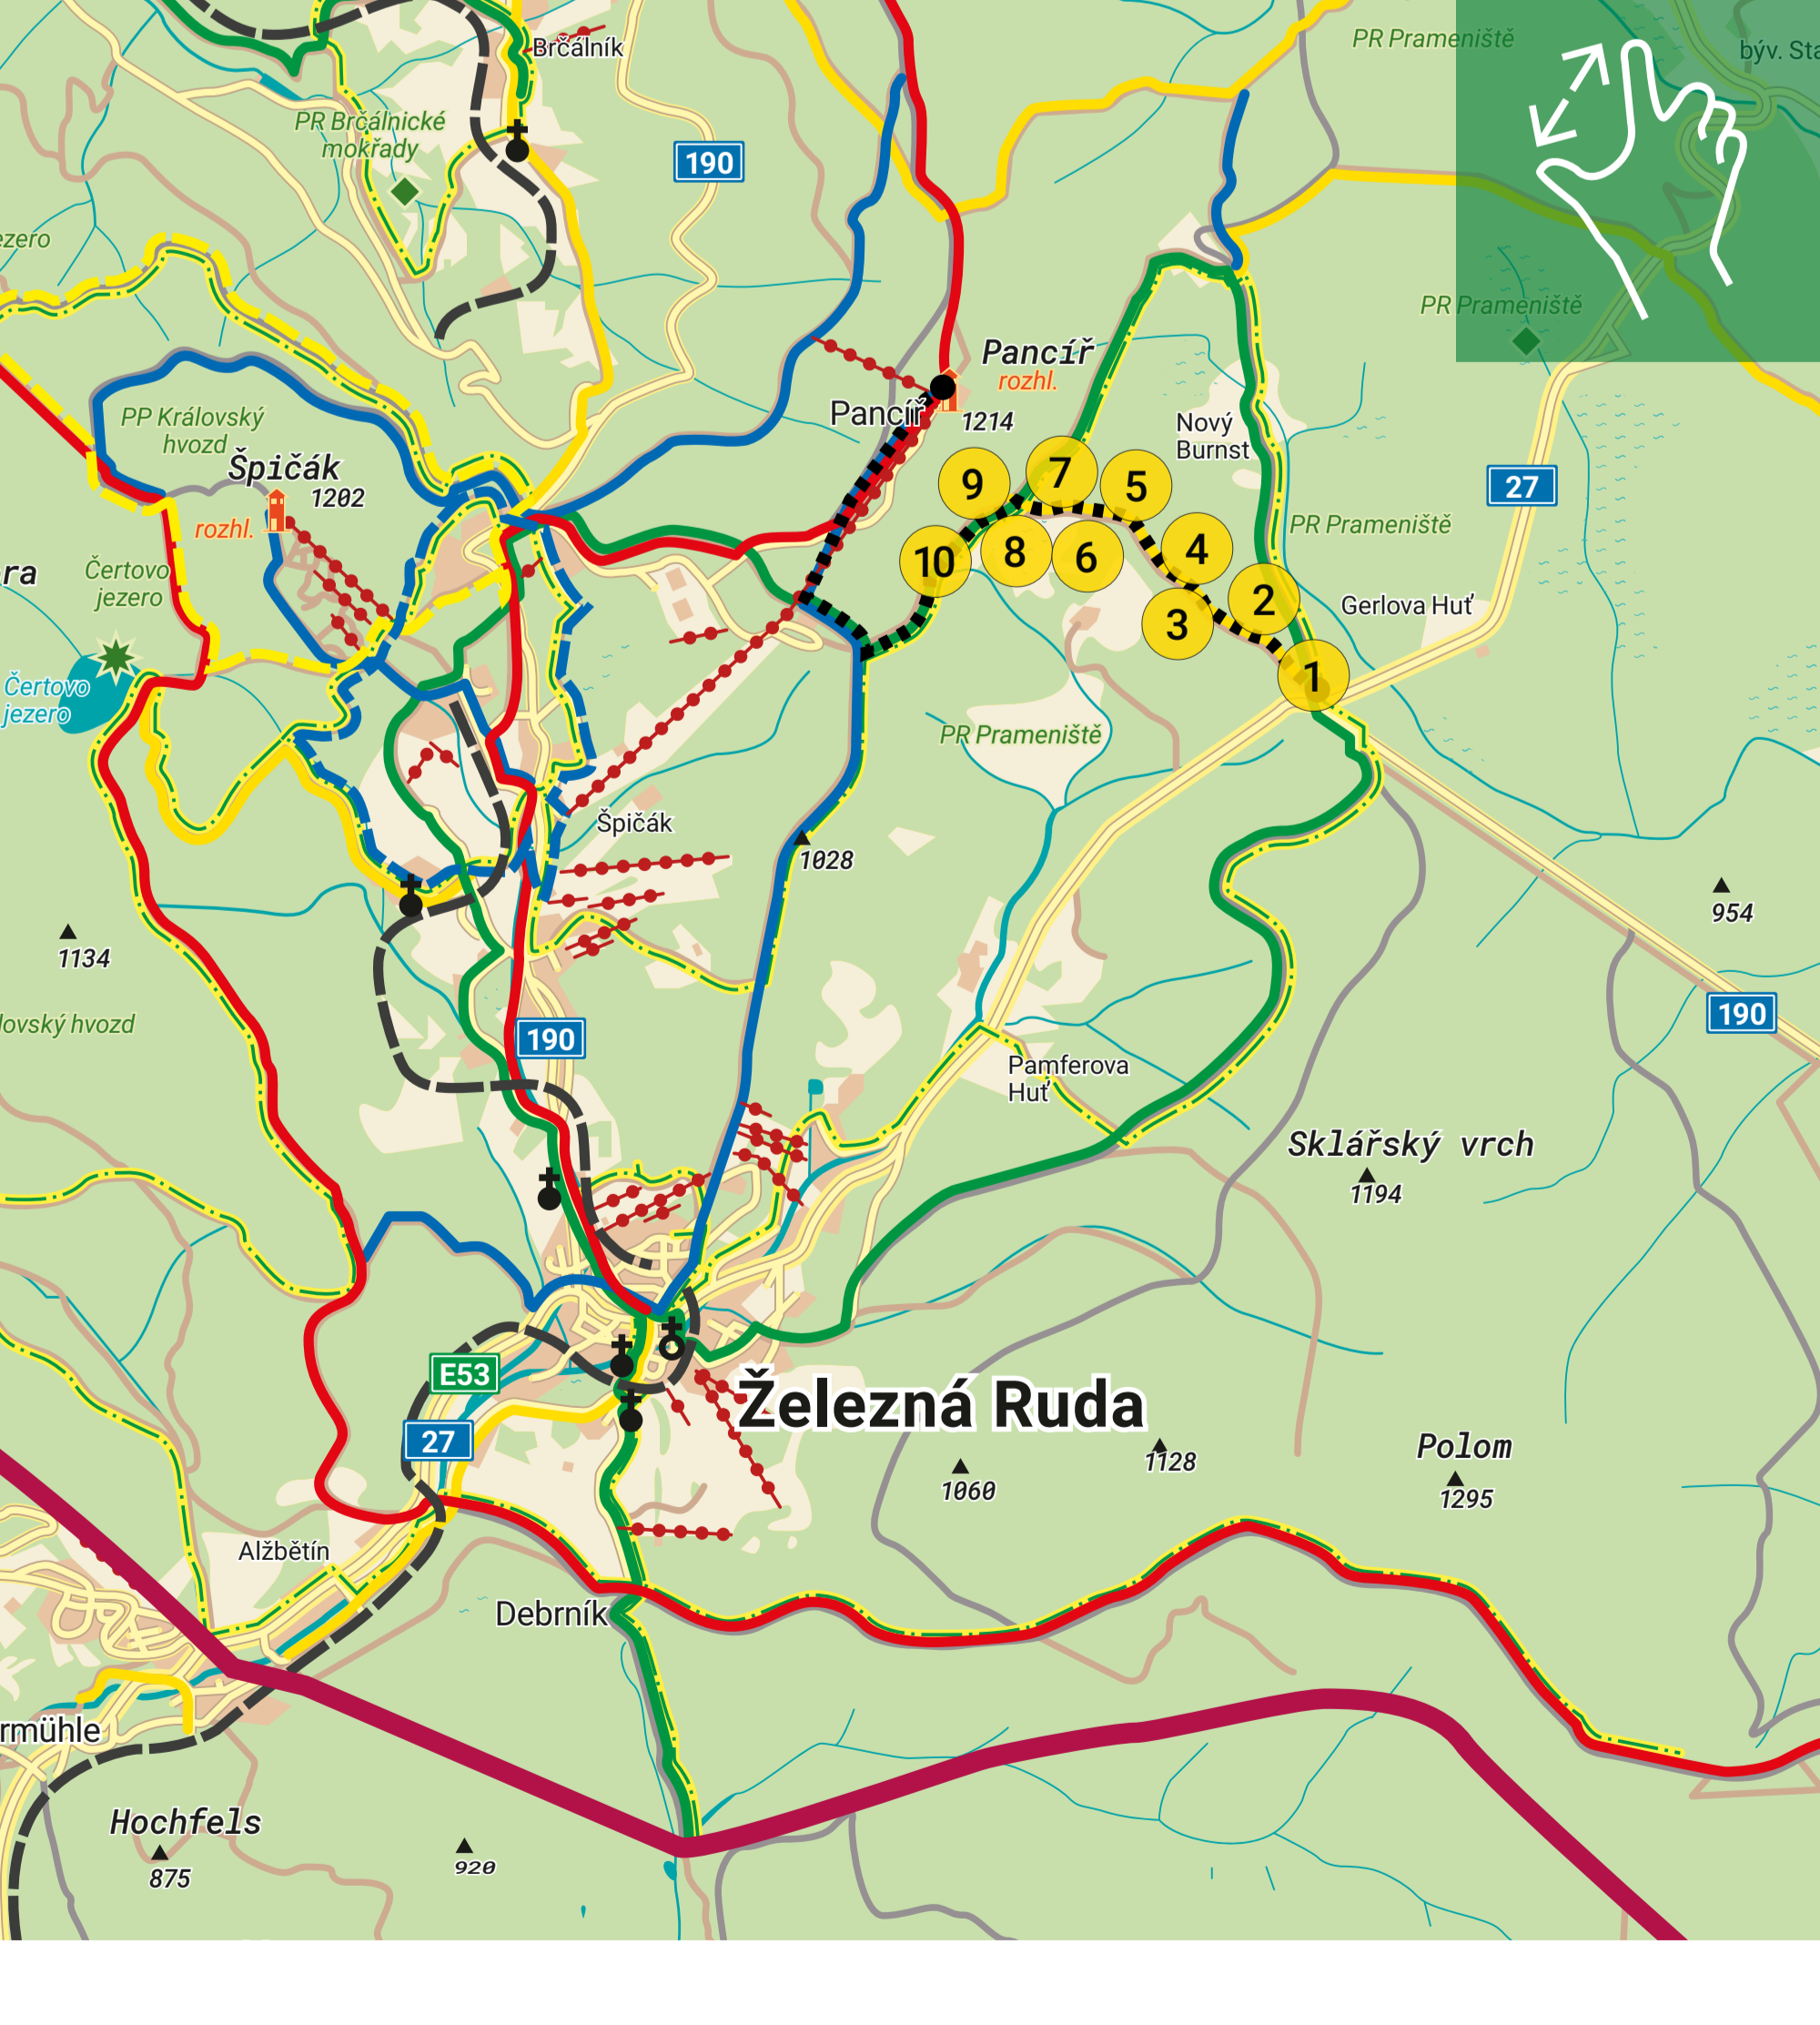 PR Prameniště
býv. Sta
Brčálník
PR Brčálnické
mokřady
190
ezero
PR Prameniště
Pancíř
rozhl.
Pancíř
1214
PP Královský
hvozd
Špičák
1202
rozhl.
Nový
Burnst
27
PR Prameniště
9
7
5
10
8
6
4
3
2
1
Gerlova Huť
ra
Čertovo
jezero
Čertovo
jezero
PR Prameniště
Špičák
1028
954
1134
lovský hvozd
190
190
Pamferova
Huť
Sklářský vrch
1194
E53
27
Železná Ruda
1060
1128
Polom
1295
Alžbětín
Debrník
rmühle
Hochfels
875
920